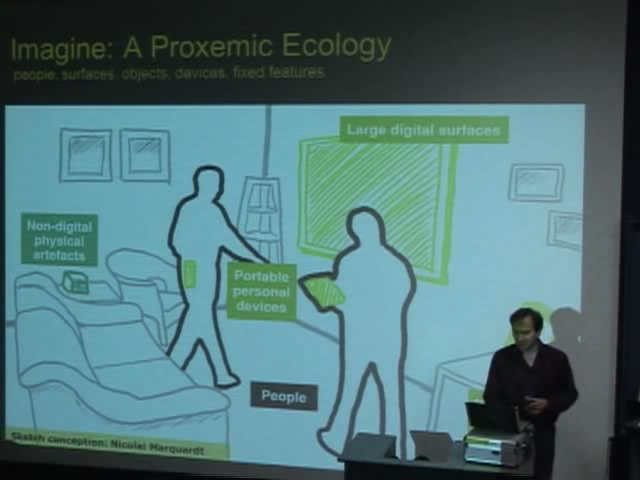 Imagine: A Proxemic Ecology
people, surfaces, objects, devices, fixed features
Large digital surfaces
Non-digital
physical
artefacts
Portable
personal
devices
People
Sketch conception: Nicolai Marquardt